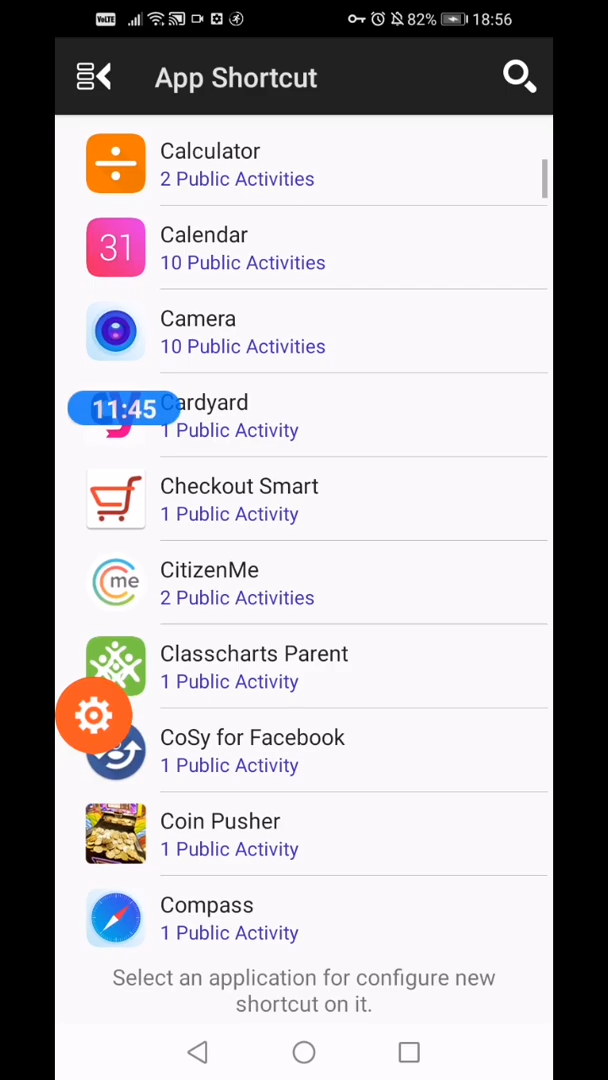 VoLTE
82%
18:56
App Shortcut
Calculator
2 Public Activities
31
Calendar
10 Public Activities
Camera
10 Public Activities
11:45
ardyard
1 Public Activity
Checkout Smart
1 Public Activity
me
CitizenMe
2 Public Activities
Classcharts Parent
1 Public Activity
CoSy for Facebook
1 Public Activity
Coin Pusher
1 Public Activity
Compass
1 Public Activity
Select an application for configure new
shortcut on it.